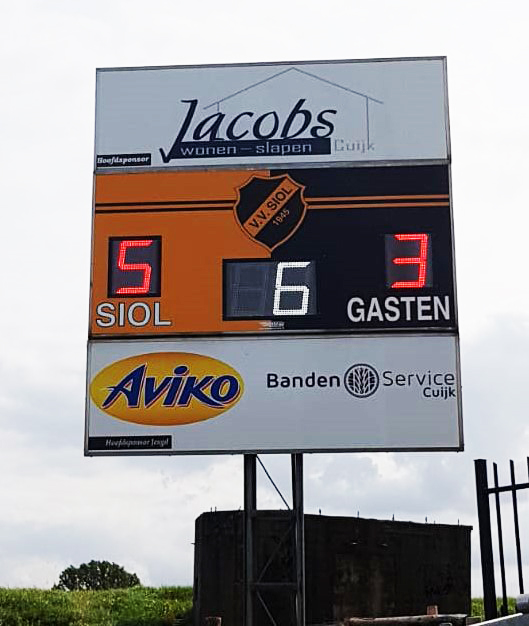 Jacobs
wonen - slapen Cuijk
Hoofdsponsor
V.V. SIOL
1945
5 6 3
SIOL GASTEN
Aviko
Banden Service
Cuijk
Hoofdsponsor Jeugd